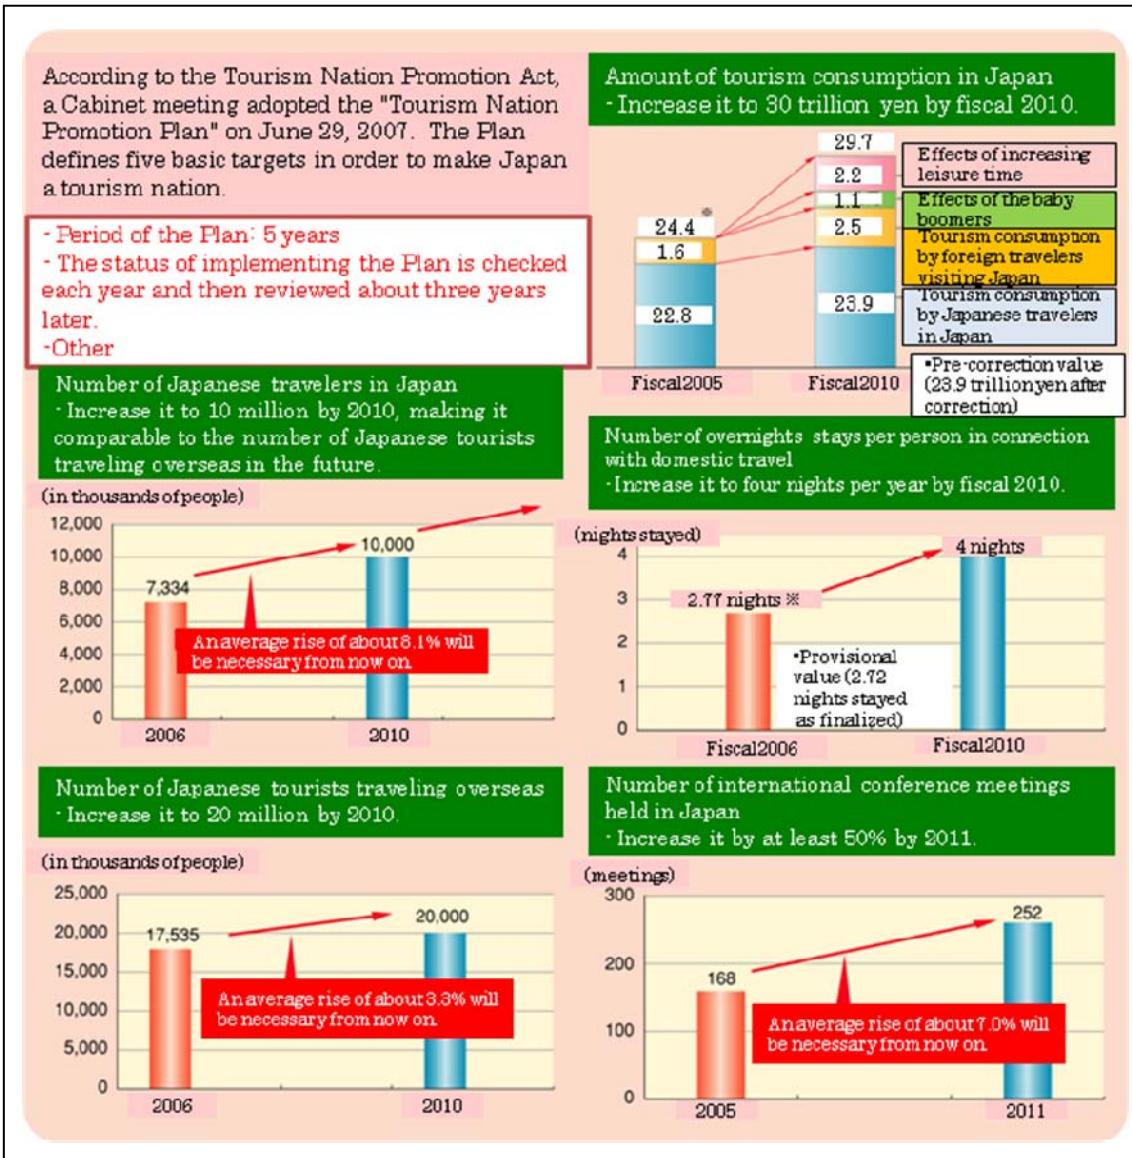 According to the Tourism Nation Promotion Act,
a Cabinet meeting adopted the "Tourism Nation
Promotion Plan" on June 29, 2007. The Plan
defines five basic targets in order to make Japan
a tourism nation.
- Period of the Plan: 5 years
- The status of implementing the Plan is checked
each year and then reviewed about three years
later.
-Other
Amount of tourism consumption in Japan
- Increase it to 30 trillion yen by fiscal 2010.
29.7
2.2
1.1
2.5
23.9
24.4 ※
1.6
22.8
Fiscal2005
Fiscal2010
Effects of increasing
leisure time
Effects of the baby
boomers
Tourism consumption
by foreign travelers
visiting Japan
Tourism consumption
by Japanese travelers
in Japan
*Pre-correction value
(23.9 trillion yen after
correction)
Number of Japanese travelers in Japan
- Increase it to 10 million by 2010, making it
comparable to the number of Japanese tourists
traveling overseas in the future.
(in thousands of people)
12,000
10,000
8,000
6,000
4,000
2,000
0
7,334
10,000
An average rise of about 8.1% will
be necessary from now on.
2006
2010
Number of overnights stays per person in connection
with domestic travel
- Increase it to four nights per year by fiscal 2010.
(nights stayed)
4
3
2
1
0
2.77 nights ※
4 nights
*Provisional
value (2.72
nights stayed
as finalized)
Fiscal2006
Fiscal2010
Number of Japanese tourists traveling overseas
- Increase it to 20 million by 2010.
(in thousands of people)
25,000
20,000
15,000
10,000
5,000
0
17,535
20,000
An average rise of about 3.3% will
be necessary from now on.
2006
2010
Number of international conference meetings
held in Japan
- Increase it by at least 50% by 2011.
(meetings)
300
200
100
0
168
252
An average rise of about 7.0% will
be necessary from now on.
2005
2011